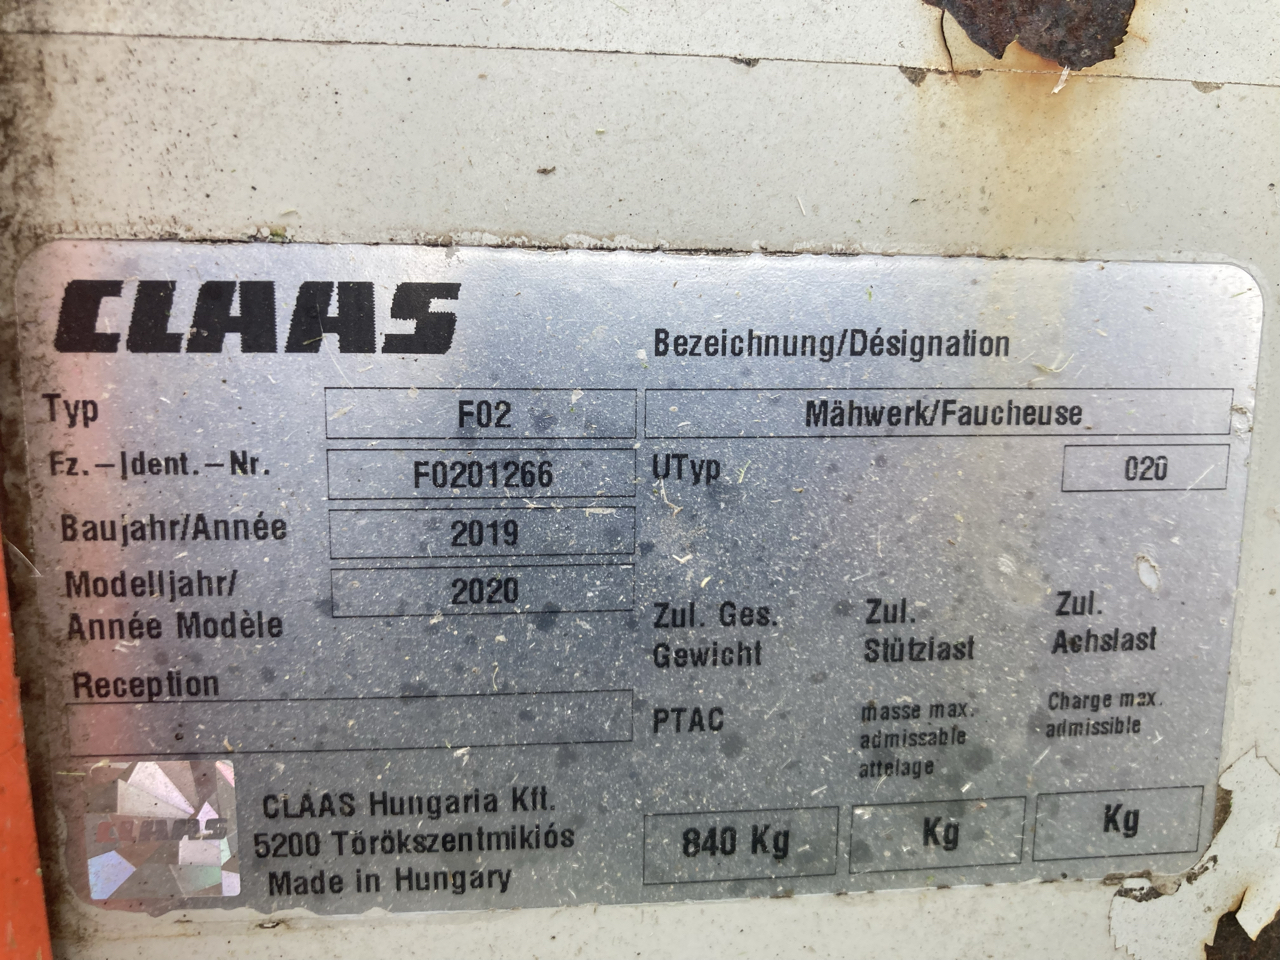 CLAAS
Bezeichnung/Désignation
Typ F02 Mähwerk/Faucheuse
Fz.-Ident.-Nr. F0201266 UTyp 020
Baujahr/Année 2019
Modelljahr/ 2020
Année Modèle
Zul. Ges. Zul. Zul.
Gewicht Stützlast Achslast
Reception
PTAC masse max. Charge max.
admissable admissible
attelage
840 Kg Kg Kg
CLAAS
CLAAS Hungaria Kft.
5200 Törökszentmiklós
Made in Hungary